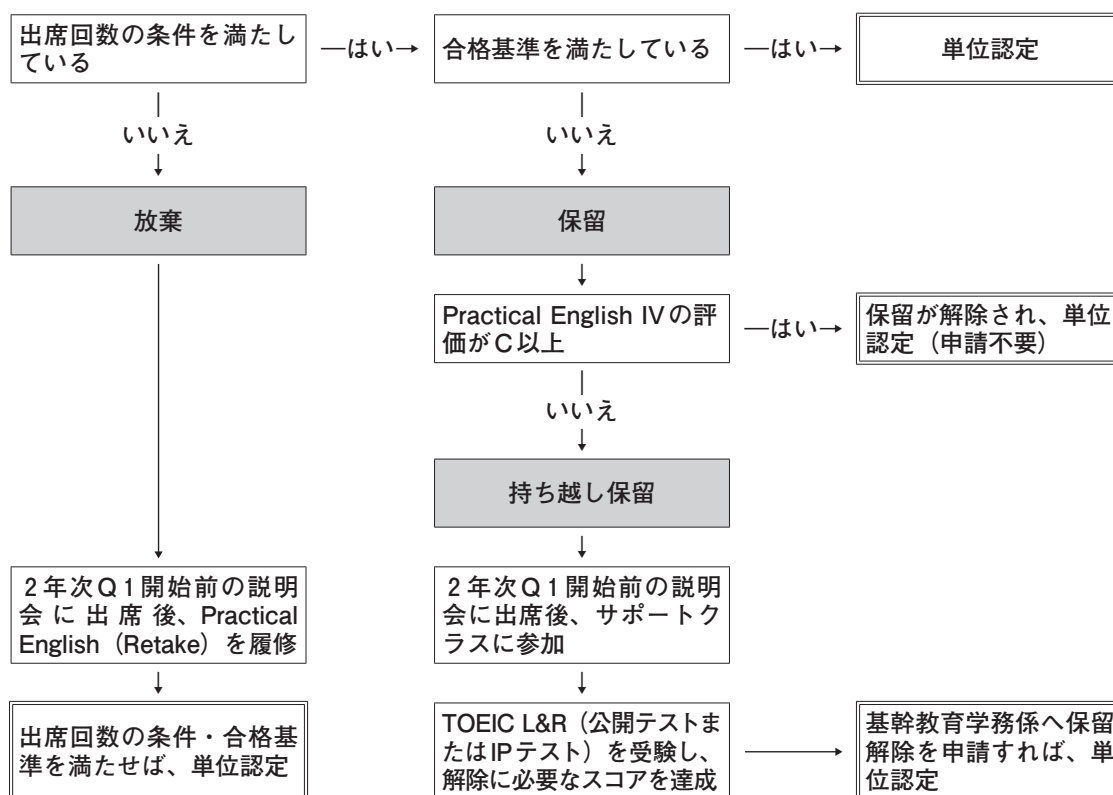 出席回数の条件を満たし
ている
―はい→
合格基準を満たしている
―はい→
単位認定
いいえ
いいえ
放棄
保留
Practical English IVの評
価がC以上
―はい→
保留が解除され、単位
認定（申請不要）
いいえ
持ち越し保留
2年次Q1開始前の説明
会に出席後、Practical
English（Retake）を履修
2年次Q1開始前の説明
会に出席後、サポートク
ラスに参加
出席回数の条件・合格基
準を満たせば、単位認定
TOEIC L&R（公開テストま
たはIPテスト）を受験し、
解除に必要なスコアを達成
基幹教育学務係へ保留
解除を申請すれば、単
位認定